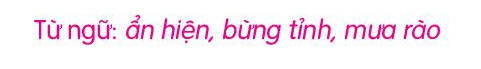 Từ ngữ: ẩn hiện, bừng tỉnh, mưa rào